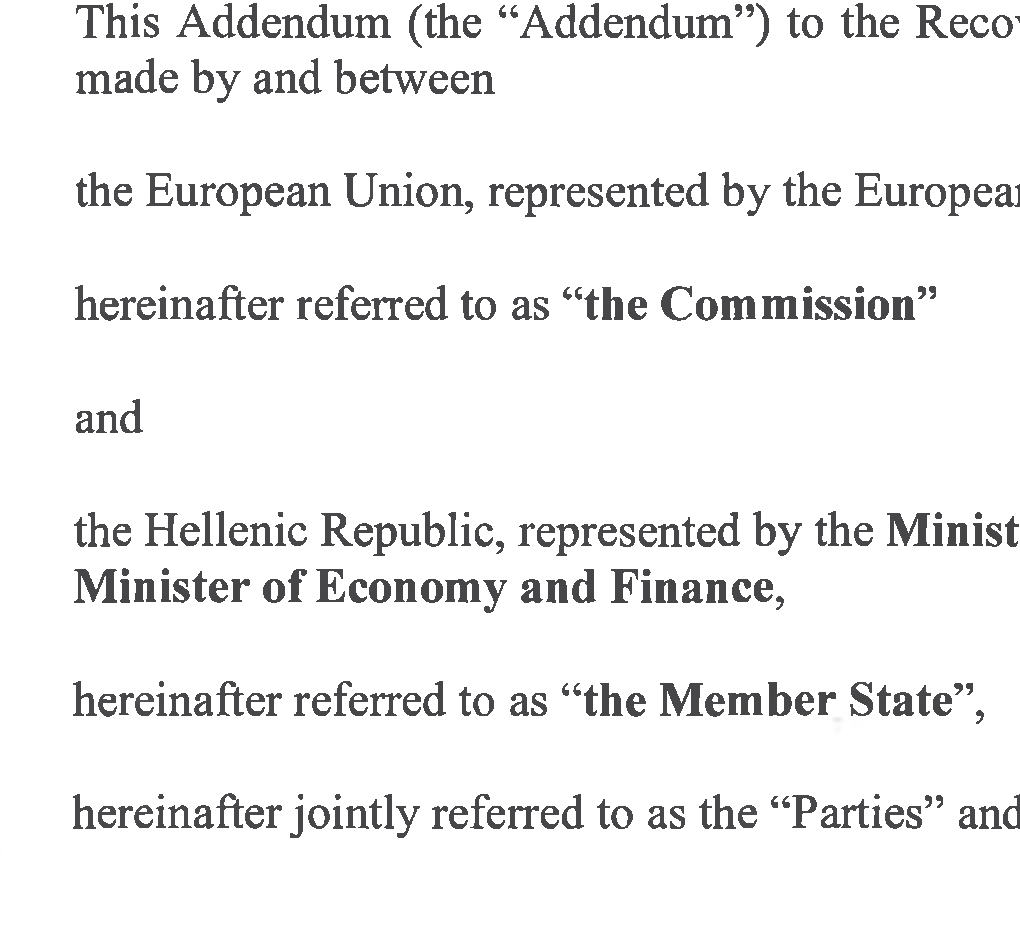 This Addendum (the “Addendum”) to the Reco
made by and between
the European Union, represented by the Europea
hereinafter referred to as “the Commission”
and
the Hellenic Republic, represented by the Minist
Minister of Economy and Finance,
hereinafter referred to as “the Member State”,
hereinafter jointly referred to as the “Parties” and